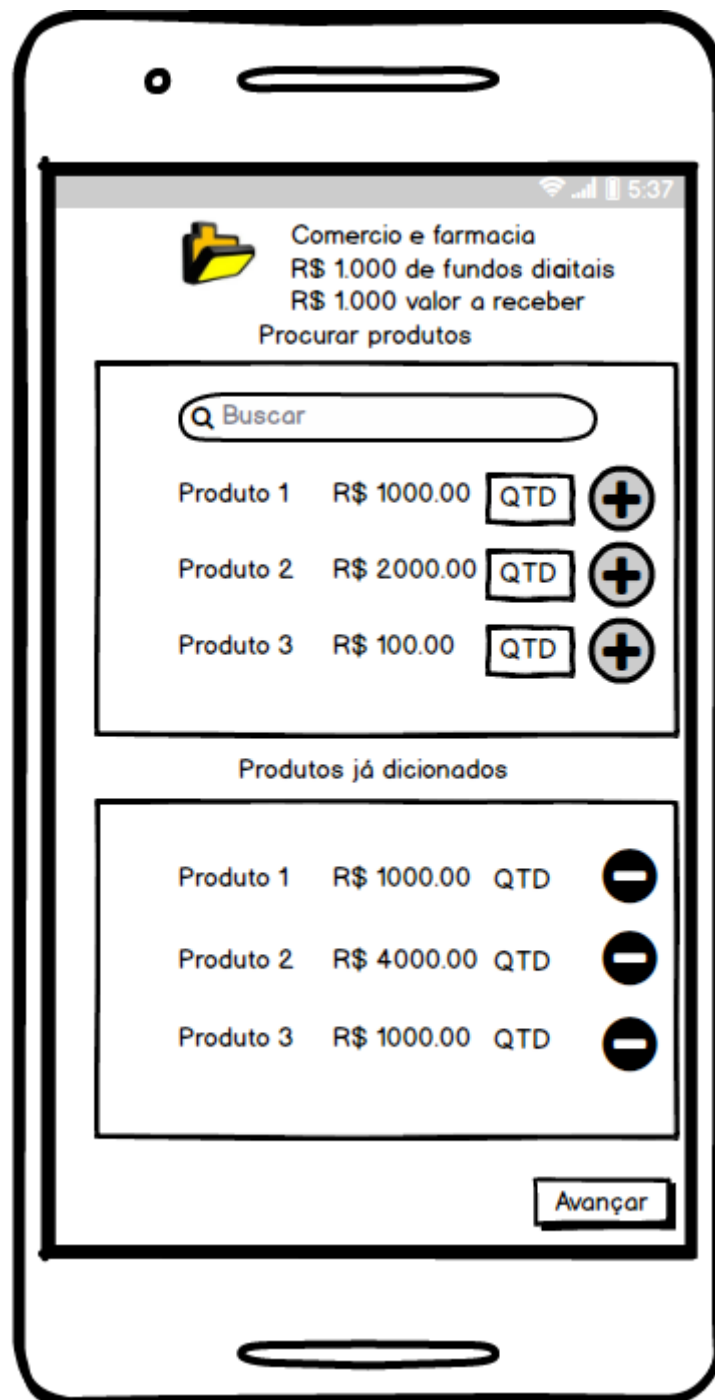 5:37
Comercio e farmacia
R$ 1.000 de fundos digitais
R$ 1.000 valor a receber
Procurar produtos
Buscar
Produto 1 R$ 1000.00 QTD
Produto 2 R$ 2000.00 QTD
Produto 3 R$ 100.00 QTD
Produtos já dicionados
Produto 1 R$ 1000.00 QTD
Produto 2 R$ 4000.00 QTD
Produto 3 R$ 1000.00 QTD
Avançar